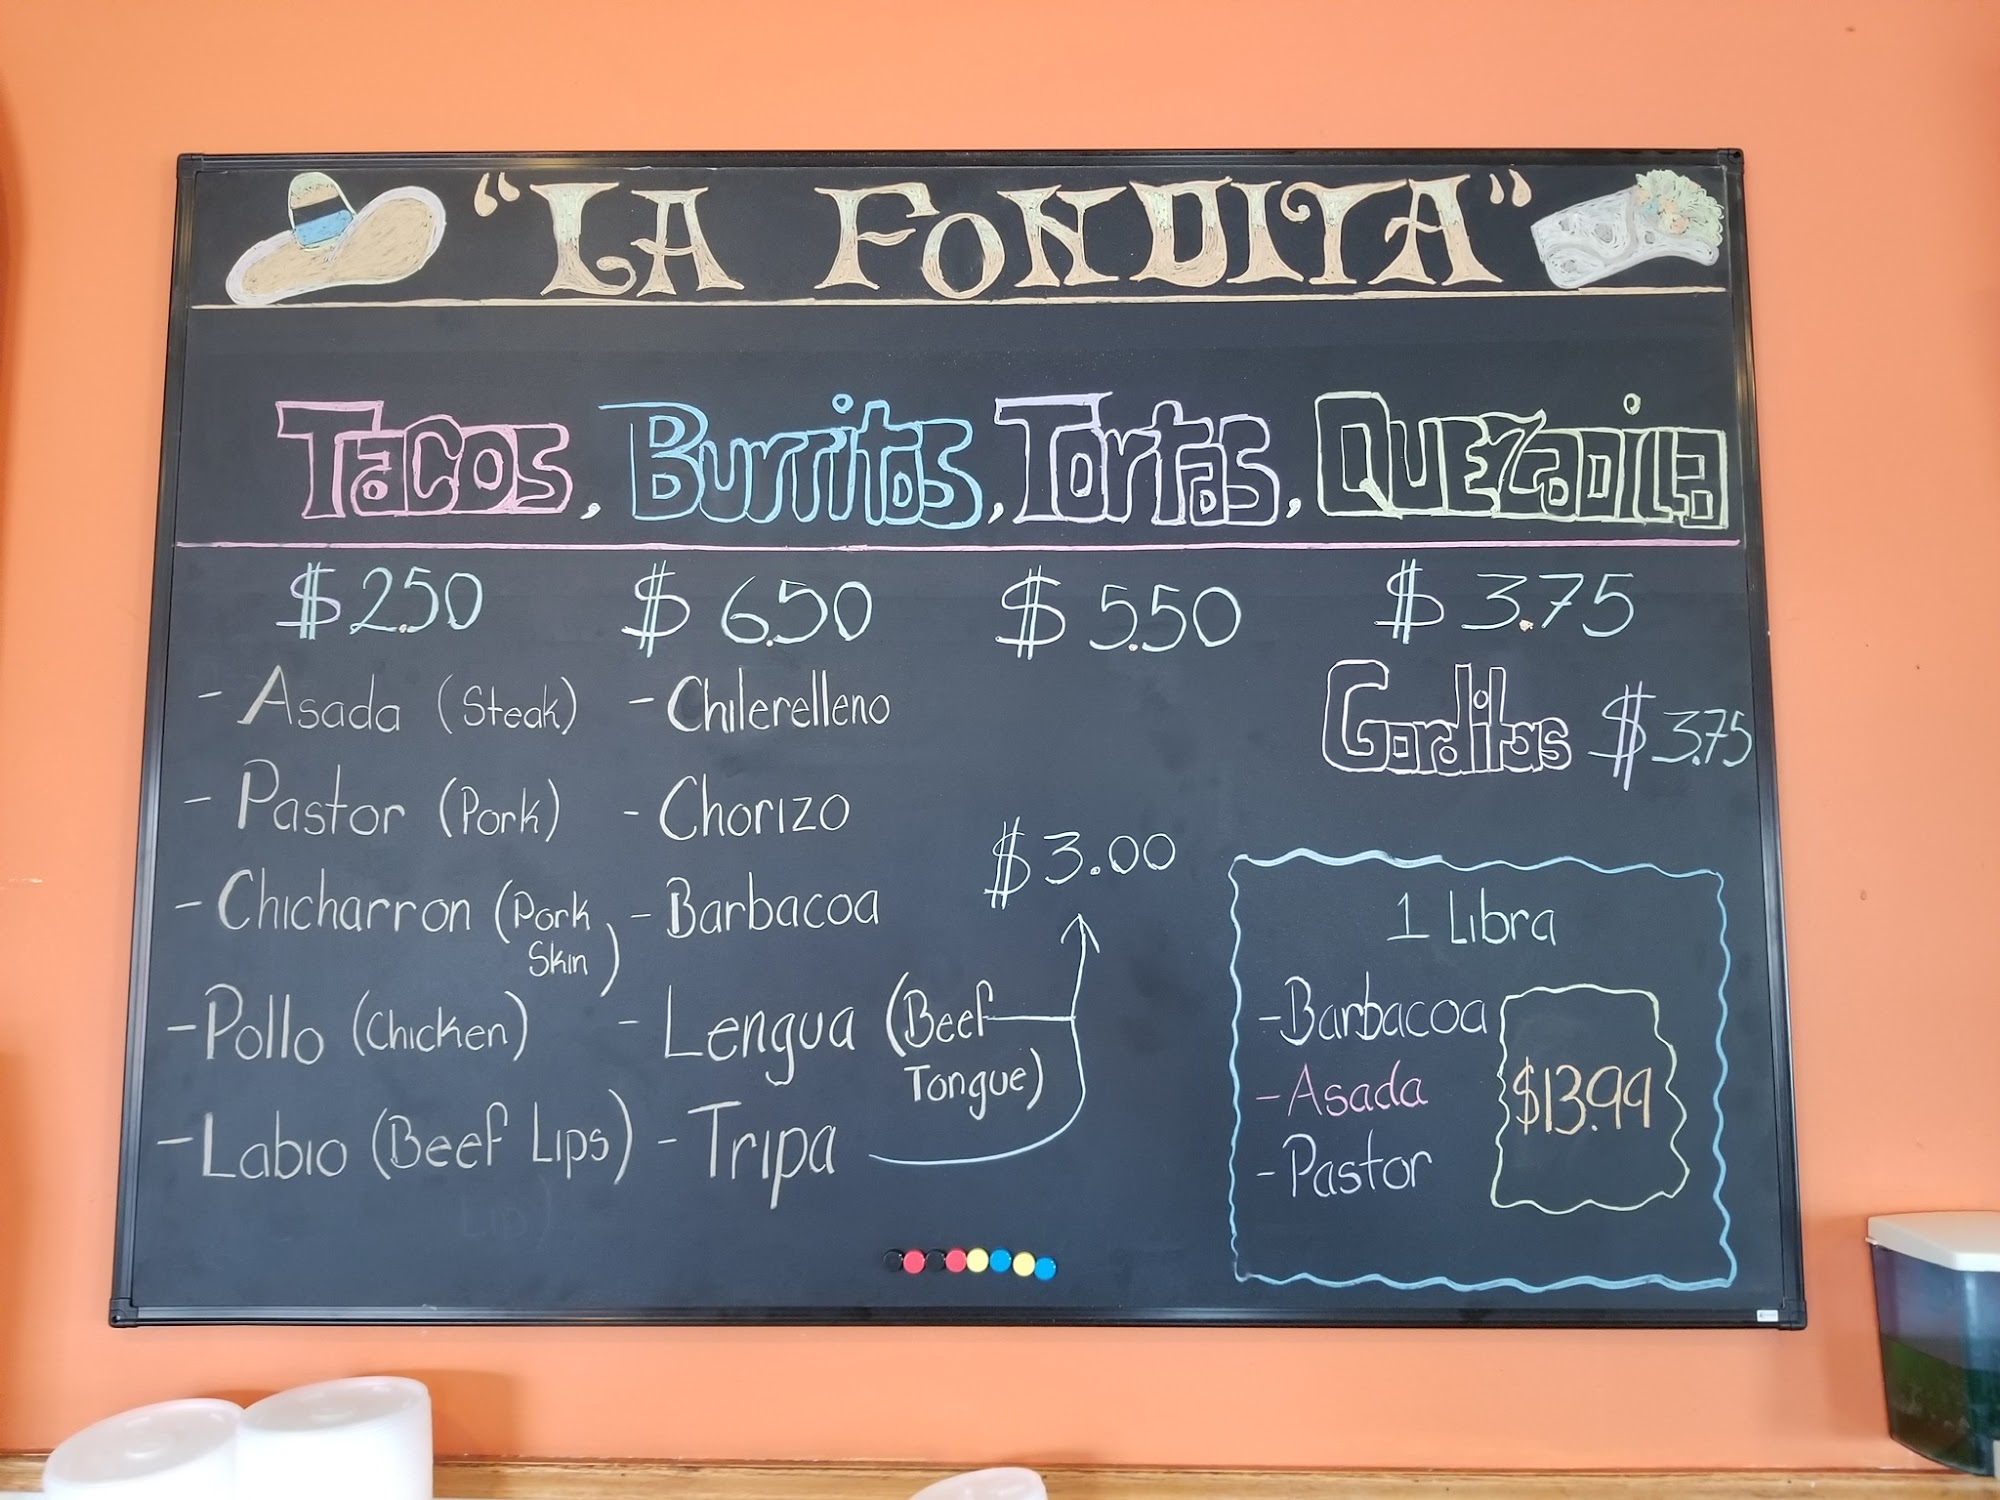 "LA FONDITA"
Tacos, Burritos, Tortas, Quezadilla
$2.50 $6.50 $5.50 $3.75
Gorditas $3.75
- Asada (Steak)
- Pastor (Pork)
- Chicharron (Pork
Skin)
- Pollo (Chicken)
- Labio (Beef Lips)
- Chilerelleno
- Chorizo
- Barbacoa
- Lengua (Beef
Tongue)
- Tripa
$3.00
1 Libra
- Barbacoa
- Asada
- Pastor
$13.99